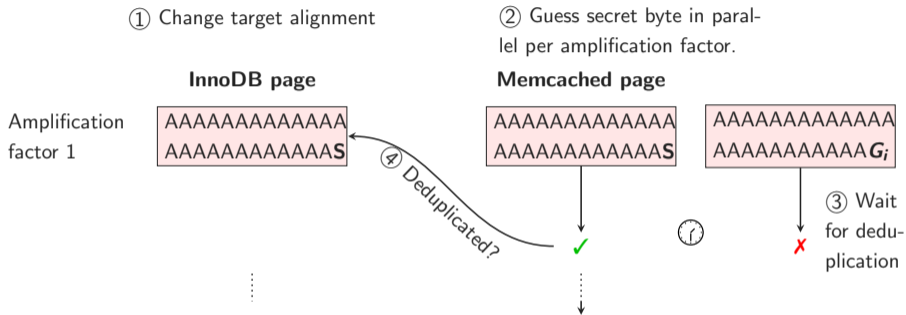 ① Change target alignment
② Guess secret byte in paral-
lel per amplification factor.
InnoDB page
Memcached page
Amplification
factor 1
AAAAAAAAAAAAA
AAAAAAAAAAAAS
AAAAAAAAAAAAA
AAAAAAAAAAAAS
AAAAAAAAAAAAA
AAAAAAAAAAAGi
④ Deduplicated?
③ Wait
for dedu-
plication
✓
✗